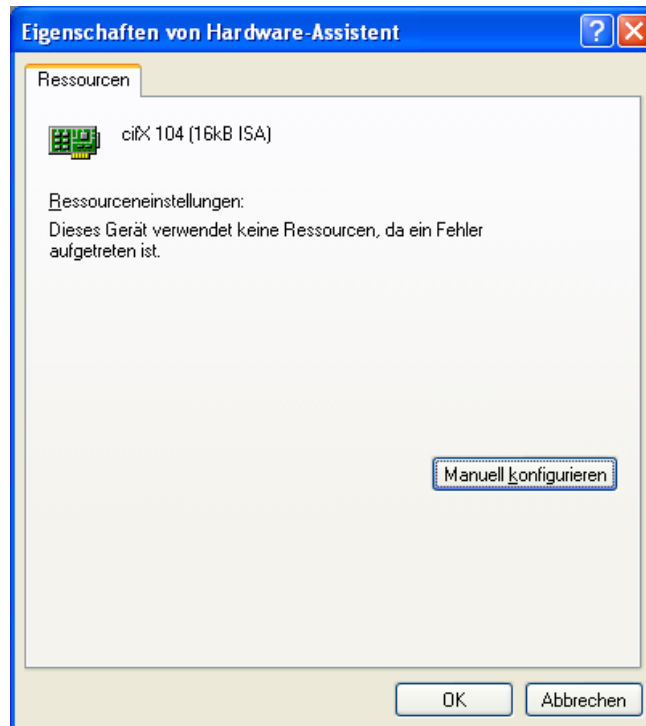 Eigenschaften von Hardware-Assistent
Ressourcen
cifX 104 (16kB ISA)
Ressourceneinstellungen:
Dieses Gerät verwendet keine Ressourcen, da ein Fehler
aufgetreten ist.
Manuell konfigurieren
OK Abbrechen